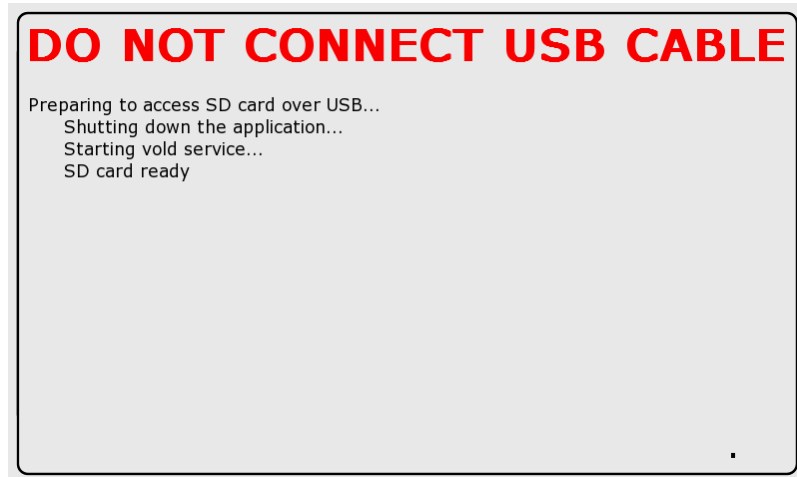 DO NOT CONNECT USB CABLE
Preparing to access SD card over USB...
Shutting down the application...
Starting vold service...
SD card ready